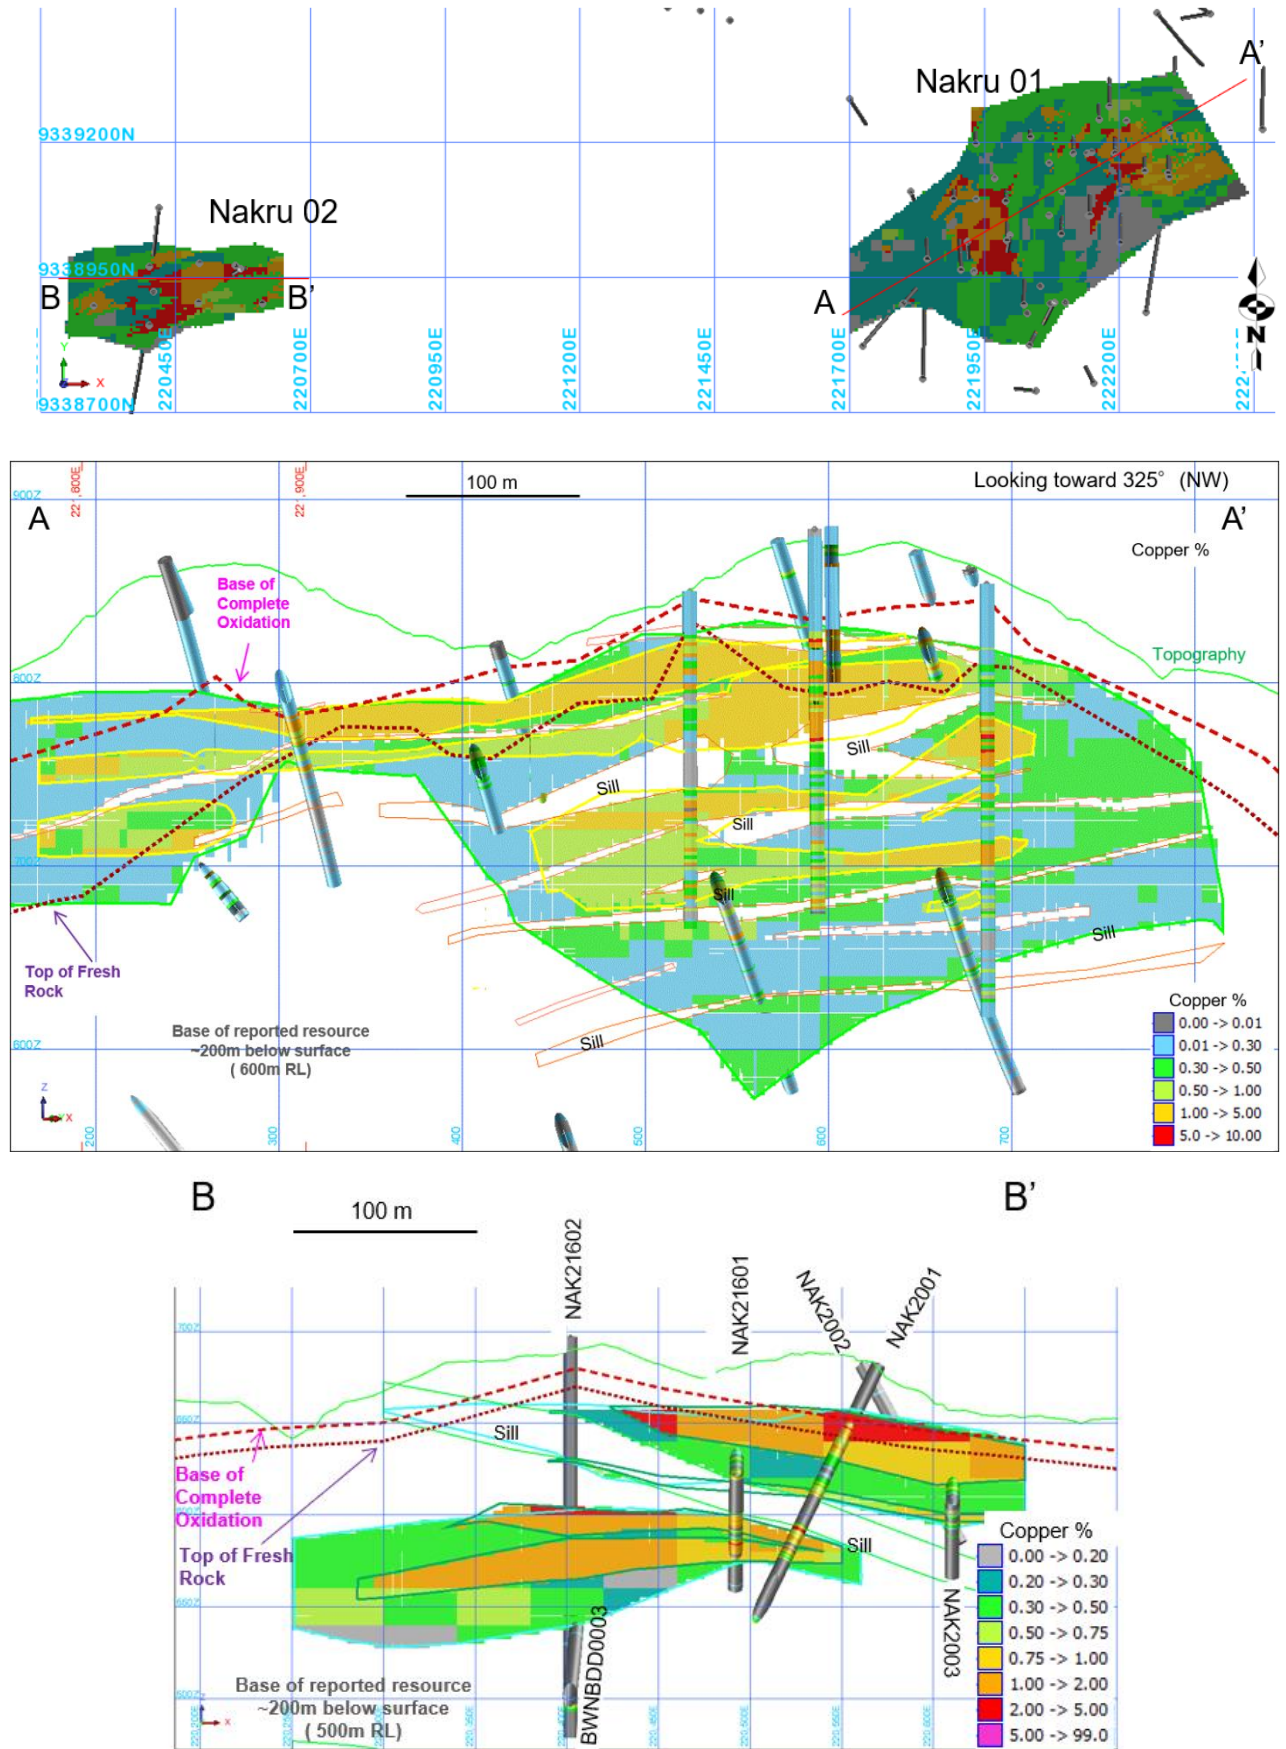 Nakru 01
A'
9339200N
Nakru 02
9338950N
B
B'
A
N
Y
X
9338700N
220450E
220700E
220950E
221200E
221450E
221700E
221950E
222200E
100 m
Looking toward 325° (NW)
900Z
A
A'
Copper %
Base of
Complete
Oxidation
Topography
800Z
Sill
Sill
Sill
700Z
Sill
Sill
Top of Fresh
Rock
Base of reported resource
~200m below surface
( 600m RL)
Sill
600Z
Z
X
200
300
400
500
600
700
Copper %
0.00 -> 0.01
0.01 -> 0.30
0.30 -> 0.50
0.50 -> 1.00
1.00 -> 5.00
5.0 -> 10.00
B
B'
100 m
NAK21602
NAK21601
NAK2002
NAK2001
700Z
Sill
Base of
Complete
Oxidation
Top of Fresh
Rock
Sill
NAK2003
BWNBDD0003
Base of reported resource
~200m below surface
( 500m RL)
Copper %
0.00 -> 0.20
0.20 -> 0.30
0.30 -> 0.50
0.50 -> 0.75
0.75 -> 1.00
1.00 -> 2.00
2.00 -> 5.00
5.00 -> 99.0